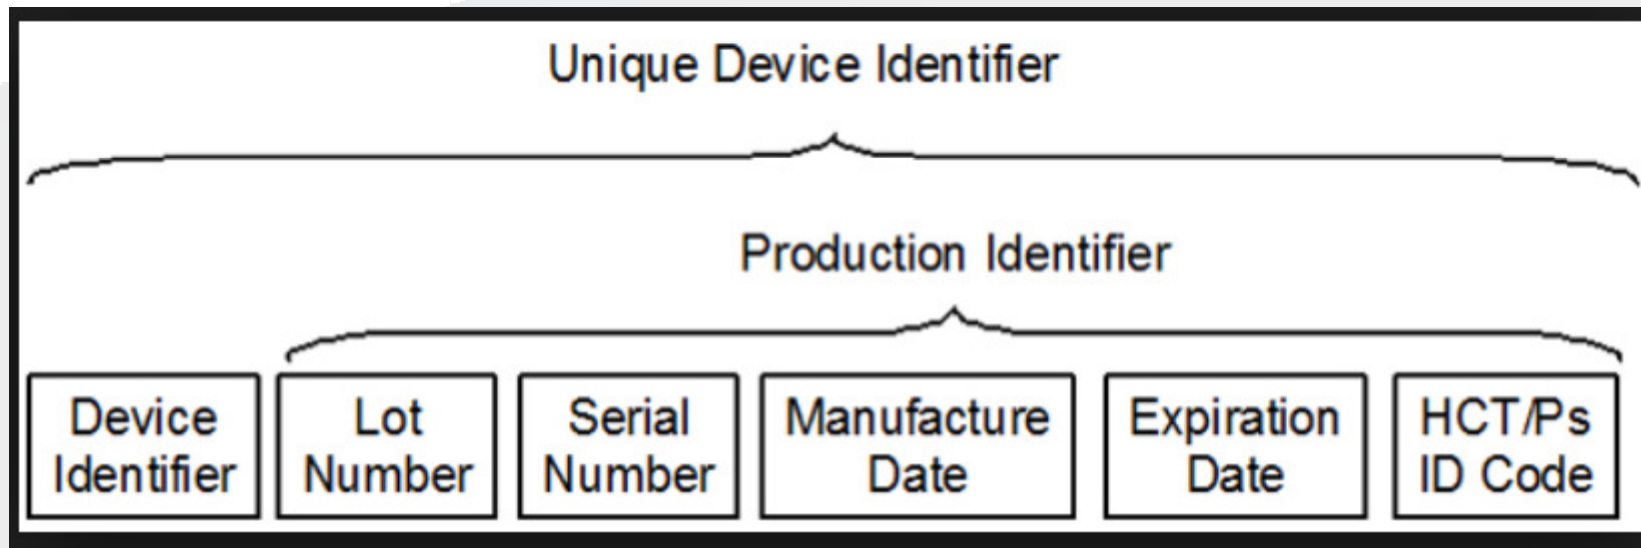 Unique Device Identifier
Production Identifier
Device
Identifier
Lot
Number
Serial
Number
Manufacture
Date
Expiration
Date
HCT/Ps
ID Code